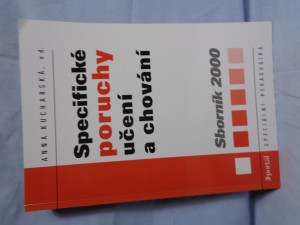 ANNA KUCHARSKÁ, ed.
Specifické
poruchy
učení
a chování
Sborník 2000
portál
SPECIÁLNÍ PEDAGOGIKA